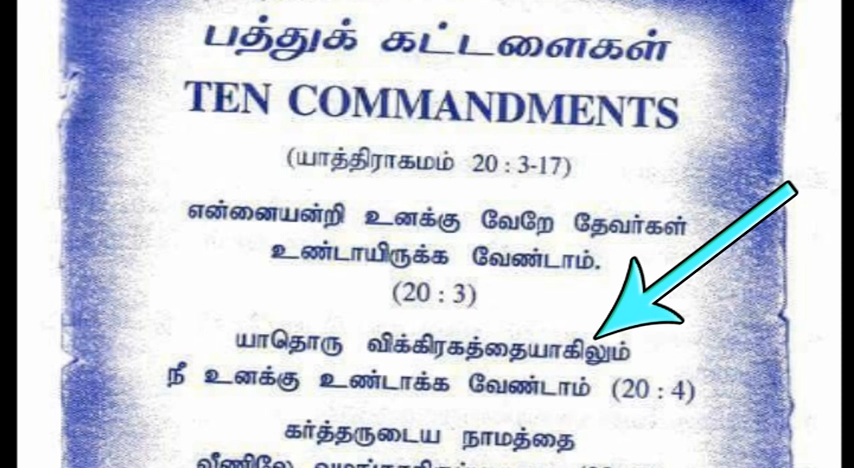 பத்துக் கட்டளைகள்
TEN COMMANDMENTS
(யாத்திராகமம் 20 : 3-17)
என்னையன்றி உனக்கு வேறே தேவர்கள்
உண்டாயிருக்க வேண்டாம்.
(20 : 3)
யாதொரு விக்கிரகத்தையாகிலும்
நீ உனக்கு உண்டாக்க வேண்டாம் (20 : 4)
கர்த்தருடைய நாமத்தை
வீணிலே